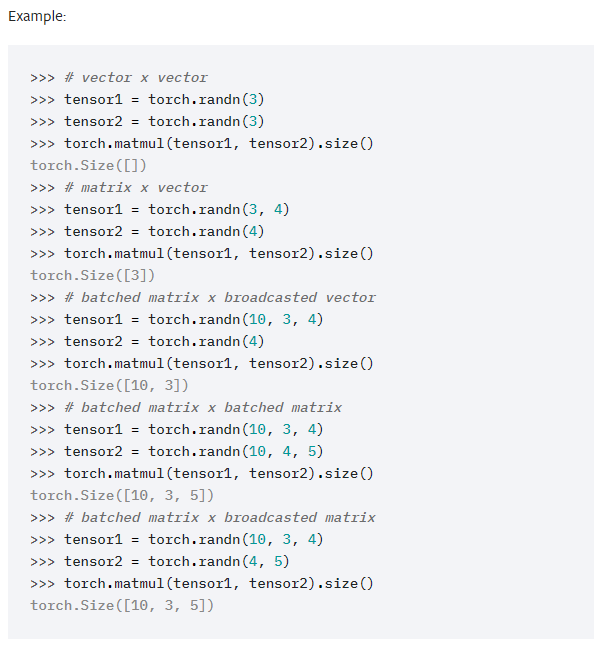 Example:
>>> # vector x vector
>>> tensor1 = torch.randn(3)
>>> tensor2 = torch.randn(3)
>>> torch.matmul(tensor1, tensor2).size()
torch.Size([])
>>> # matrix x vector
>>> tensor1 = torch.randn(3, 4)
>>> tensor2 = torch.randn(4)
>>> torch.matmul(tensor1, tensor2).size()
torch.Size([3])
>>> # batched matrix x broadcasted vector
>>> tensor1 = torch.randn(10, 3, 4)
>>> tensor2 = torch.randn(4)
>>> torch.matmul(tensor1, tensor2).size()
torch.Size([10, 3])
>>> # batched matrix x batched matrix
>>> tensor1 = torch.randn(10, 3, 4)
>>> tensor2 = torch.randn(10, 4, 5)
>>> torch.matmul(tensor1, tensor2).size()
torch.Size([10, 3, 5])
>>> # batched matrix x broadcasted matrix
>>> tensor1 = torch.randn(10, 3, 4)
>>> tensor2 = torch.randn(4, 5)
>>> torch.matmul(tensor1, tensor2).size()
torch.Size([10, 3, 5])